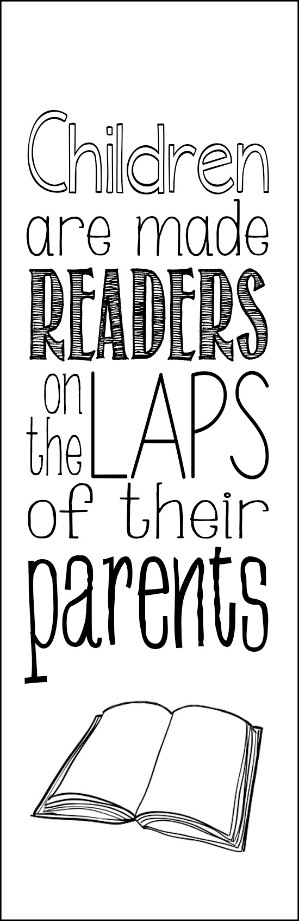 Children
are made
READERS
on
the LAPS
of their
parents